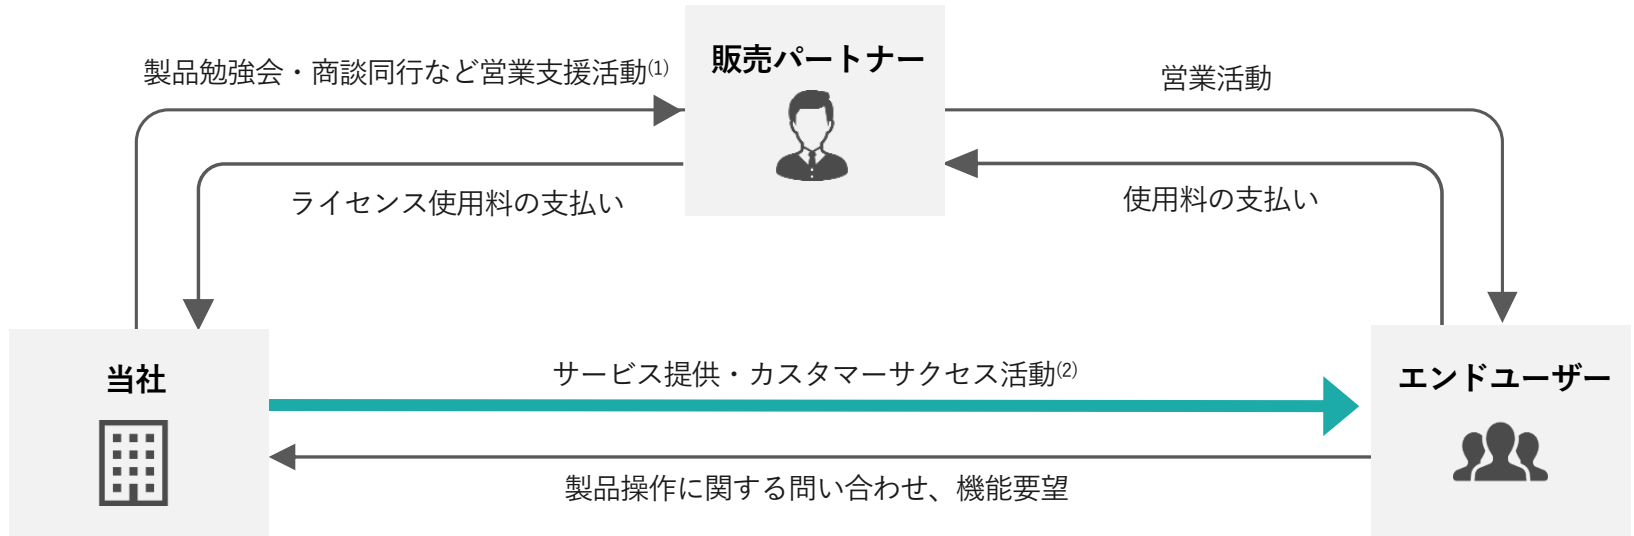 販売パートナー
製品勉強会・商談同行など営業支援活動(1)
営業活動
ライセンス使用料の支払い
使用料の支払い
当社
サービス提供・カスタマーサクセス活動(2)
エンドユーザー
製品操作に関する問い合わせ、機能要望